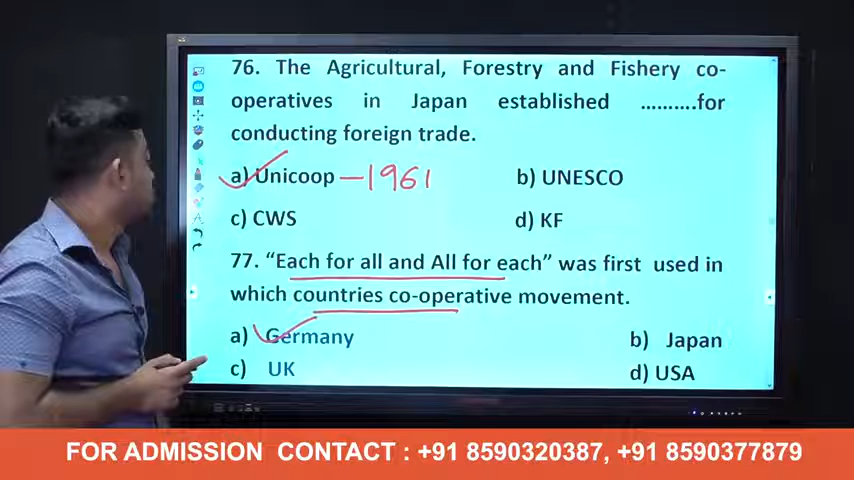 76. The Agricultural, Forestry and Fishery co-
operatives in Japan established ..........for
conducting foreign trade.
a) Unicoop – 1961 b) UNESCO
c) CWS d) KF
77. “Each for all and All for each” was first used in
which countries co-operative movement.
a) Germany b) Japan
c) UK d) USA
FOR ADMISSION CONTACT : +91 8590320387, +91 8590377879